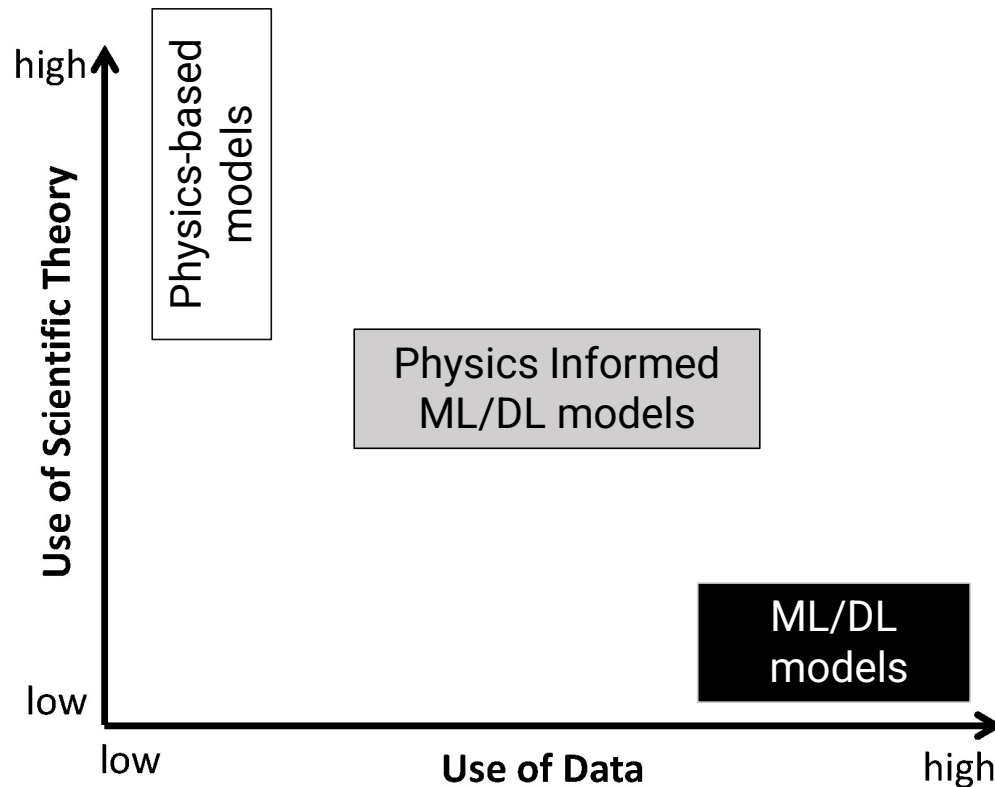 high
Use of Scientific Theory
low
Physics-based
models
Physics Informed
ML/DL models
ML/DL
models
low
Use of Data
high